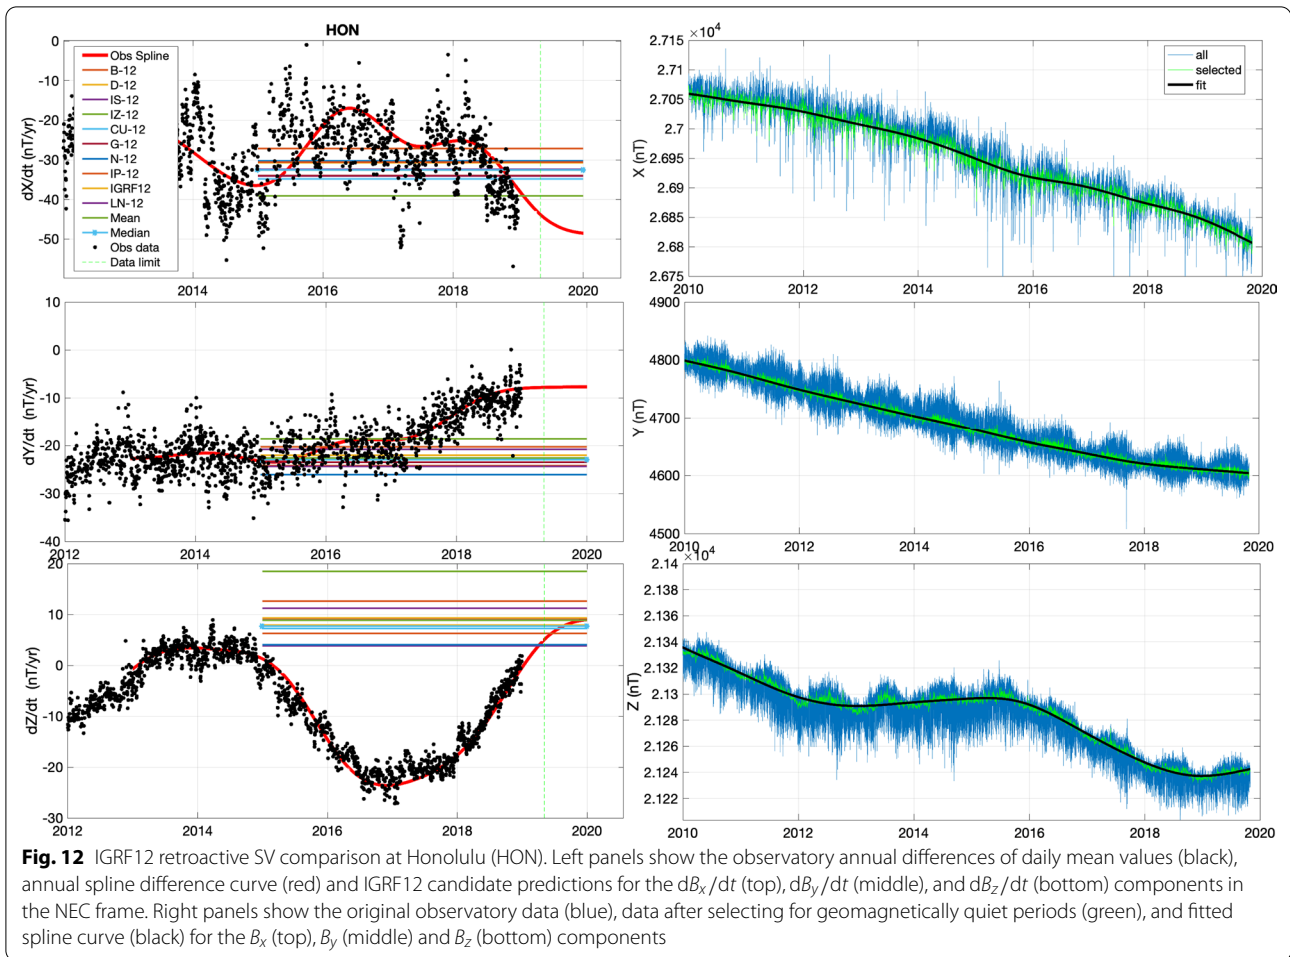 HON
0
-10
-20
-30
-40
-50
dX/dt (nT/yr)
Obs Spline
B-12
D-12
IS-12
IZ-12
CU-12
G-12
N-12
IP-12
IGRF12
LN-12
Mean
Median
Obs data
Data limit
2014 2016 2018 2020
×10⁴
2.715
2.71
2.705
2.7
2.695
2.69
2.685
2.68
2.675
X (nT)
all
selected
fit
2010 2012 2014 2016 2018 2020
10
0
-10
-20
-30
-40
dY/dt (nT/yr)
2012 2014 2016 2018 2020
4900
4800
4700
4600
4500
Y (nT)
2010 2012 2014 2016 2018 2020
20
10
0
-10
-20
-30
dZ/dt (nT/yr)
2012 2014 2016 2018 2020
×10⁴
2.14
2.138
2.136
2.134
2.132
2.13
2.128
2.126
2.124
2.122
Z (nT)
2010 2012 2014 2016 2018 2020
Fig. 12 IGRF12 retroactive SV comparison at Honolulu (HON). Left panels show the observatory annual differences of daily mean values (black),
annual spline difference curve (red) and IGRF12 candidate predictions for the dBₓ/dt (top), dB_y/dt (middle), and dB_z/dt (bottom) components in
the NEC frame. Right panels show the original observatory data (blue), data after selecting for geomagnetically quiet periods (green), and fitted
spline curve (black) for the Bₓ (top), B_y (middle) and B_z (bottom) components